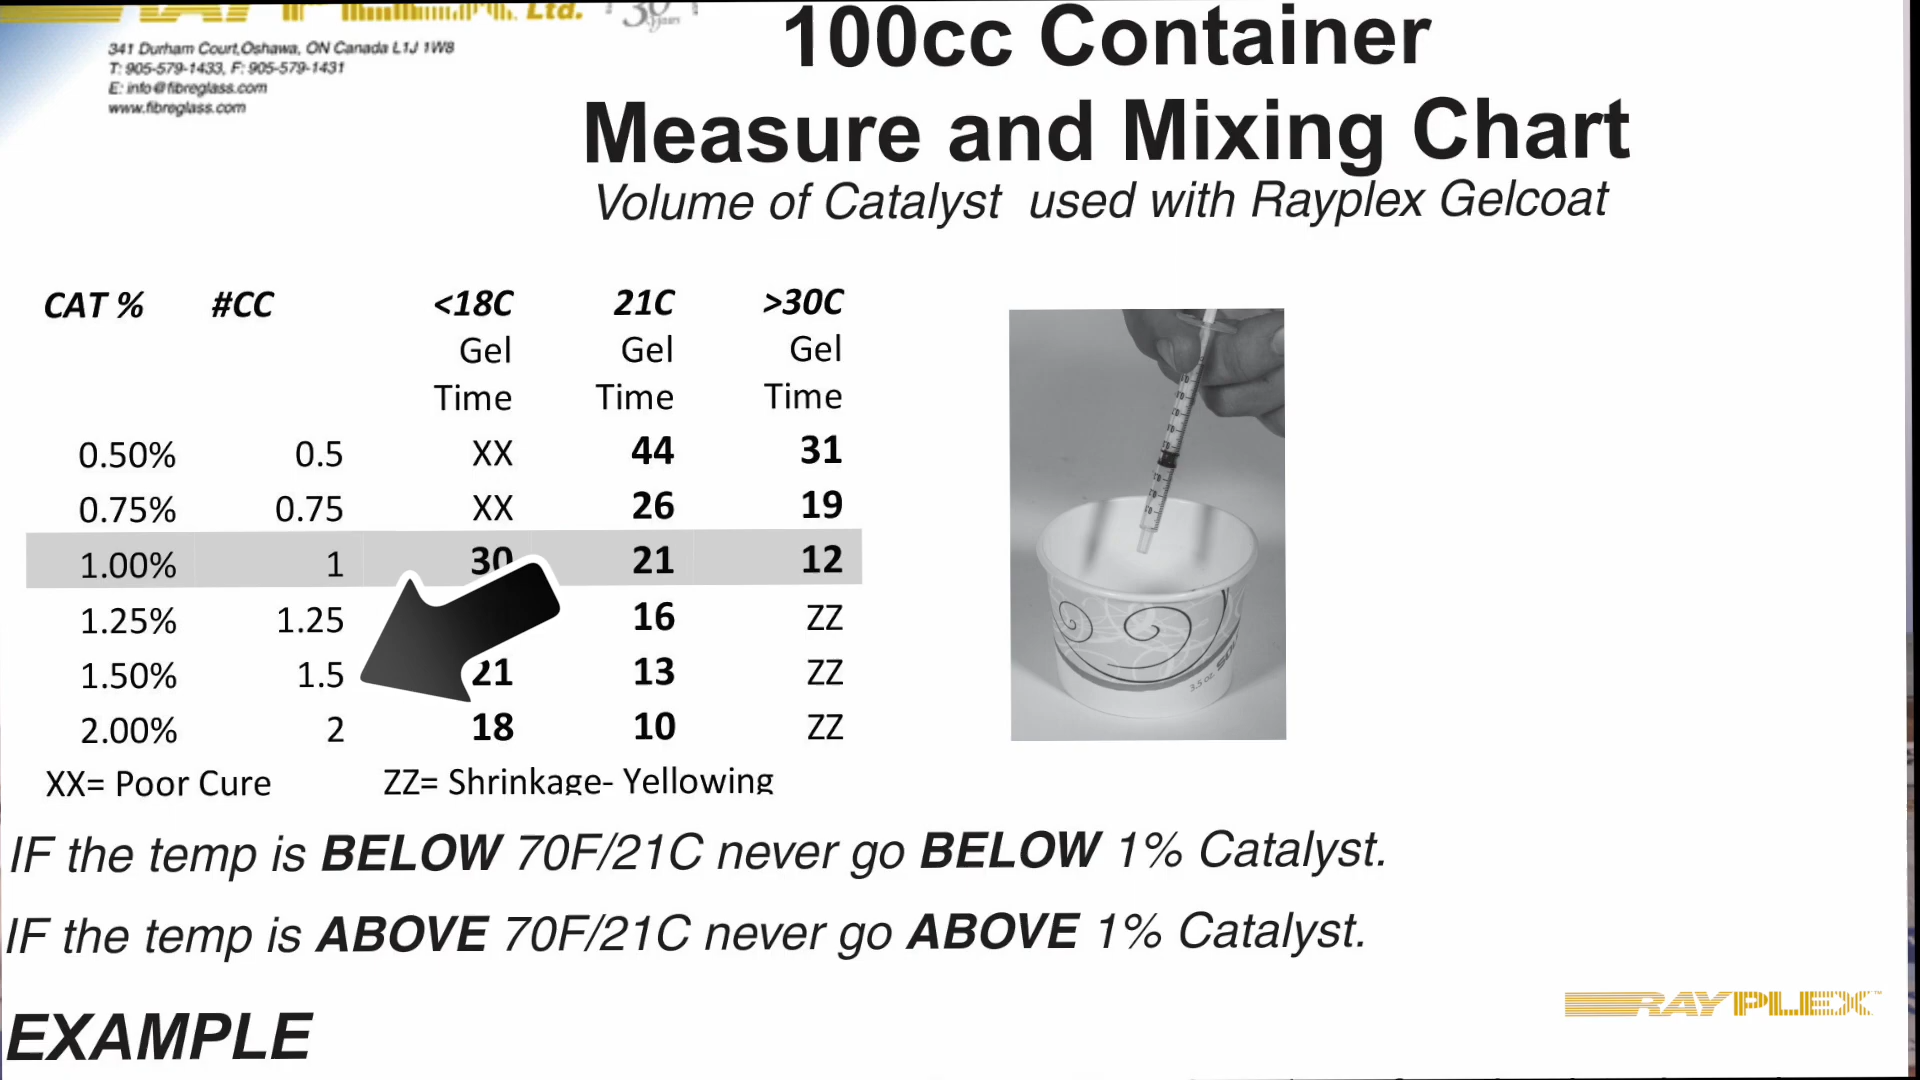 Ltd.
30 Years
341 Durham Court,Oshawa, ON Canada L1J 1W8
T: 905-579-1433, F: 905-579-1431
E: info@fibreglass.com
www.fibreglass.com
100cc Container
Measure and Mixing Chart
Volume of Catalyst used with Rayplex Gelcoat
CAT % #CC <18C 21C >30C
Gel Gel Gel
Time Time Time
0.50% 0.5 XX 44 31
0.75% 0.75 XX 26 19
1.00% 1 30 21 12
1.25% 1.25 16 ZZ
1.50% 1.5 21 13 ZZ
2.00% 2 18 10 ZZ
XX= Poor Cure ZZ= Shrinkage- Yellowing
3.5 oz.
IF the temp is BELOW 70F/21C never go BELOW 1% Catalyst.
IF the temp is ABOVE 70F/21C never go ABOVE 1% Catalyst.
RAYPLEX™
EXAMPLE